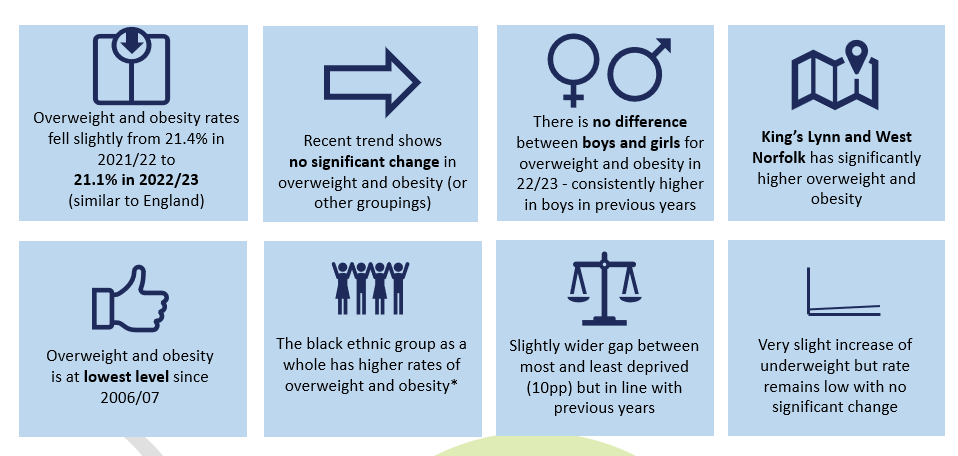 Overweight and obesity rates
fell slightly from 21.4% in
2021/22 to
21.1% in 2022/23
(similar to England)
Recent trend shows
no significant change in
overweight and obesity (or
other groupings)
There is no difference
between boys and girls for
overweight and obesity in
22/23 - consistently higher
in boys in previous years
King's Lynn and West
Norfolk has significantly
higher overweight and
obesity
Overweight and obesity
is at lowest level since
2006/07
The black ethnic group as a
whole has higher rates of
overweight and obesity*
Slightly wider gap between
most and least deprived
(10pp) but in line with
previous years
Very slight increase of
underweight but rate
remains low with no
significant change